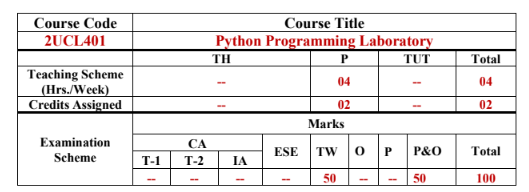 Course Code Course Title
2UCL401 Python Programming Laboratory
TH P TUT Total
Teaching Scheme
(Hrs./Week) -- 04 -- 04
Credits Assigned -- 02 -- 02
Marks
Examination
Scheme
CA ESE TW O P P&O Total
T-1 T-2 IA
-- -- -- -- 50 -- -- 50 100